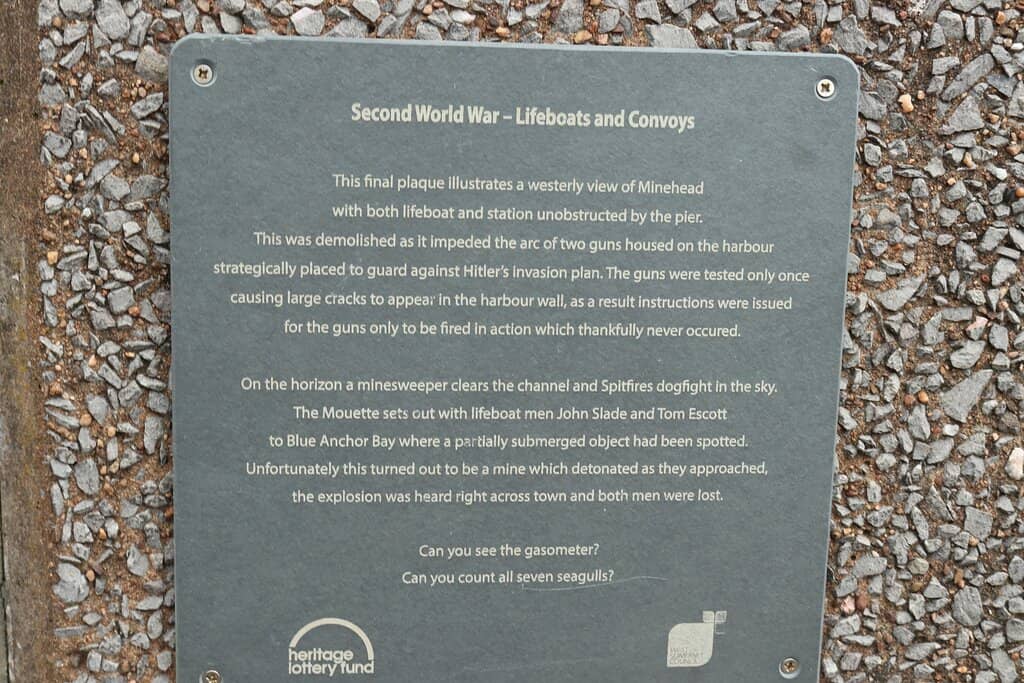 Second World War – Lifeboats and Convoys
This final plaque illustrates a westerly view of Minehead
with both lifeboat and station unobstructed by the pier.
This was demolished as it impeded the arc of two guns housed on the harbour
strategically placed to guard against Hitler's invasion plan. The guns were tested only once
causing large cracks to appear in the harbour wall, as a result instructions were issued
for the guns only to be fired in action which thankfully never occured.
On the horizon a minesweeper clears the channel and Spitfires dogfight in the sky.
The Mouette sets out with lifeboat men John Slade and Tom Escott
to Blue Anchor Bay where a partially submerged object had been spotted.
Unfortunately this turned out to be a mine which detonated as they approached,
the explosion was heard right across town and both men were lost.
Can you see the gasometer?
Can you count all seven seagulls?
heritage
lottery fund
WEST
SOMERSET
COUNCIL